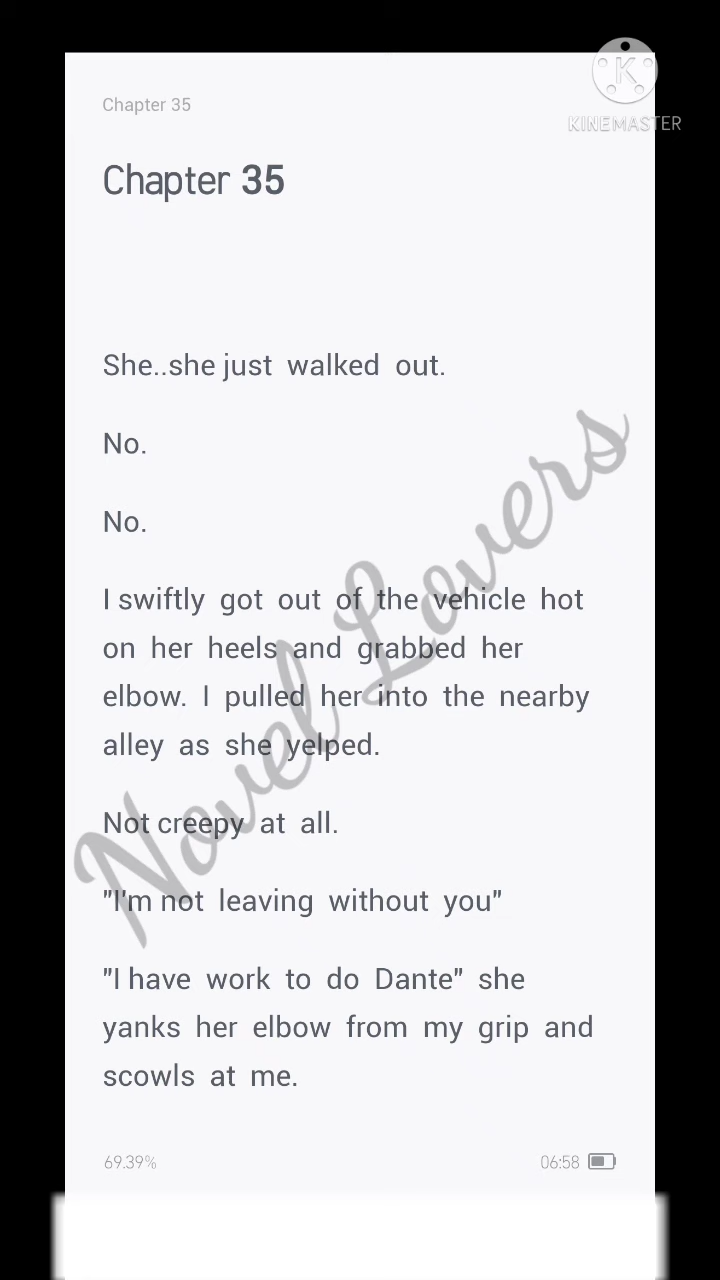 Chapter 35
KINEMASTER
Chapter 35
She..she just walked out.
No.
No.
I swiftly got out of the vehicle hot
on her heels and grabbed her
elbow. I pulled her into the nearby
alley as she yelped.
Not creepy at all.
"I'm not leaving without you"
"I have work to do Dante" she
yanks her elbow from my grip and
scowls at me.
Novel Lovers
69.39%
06:58